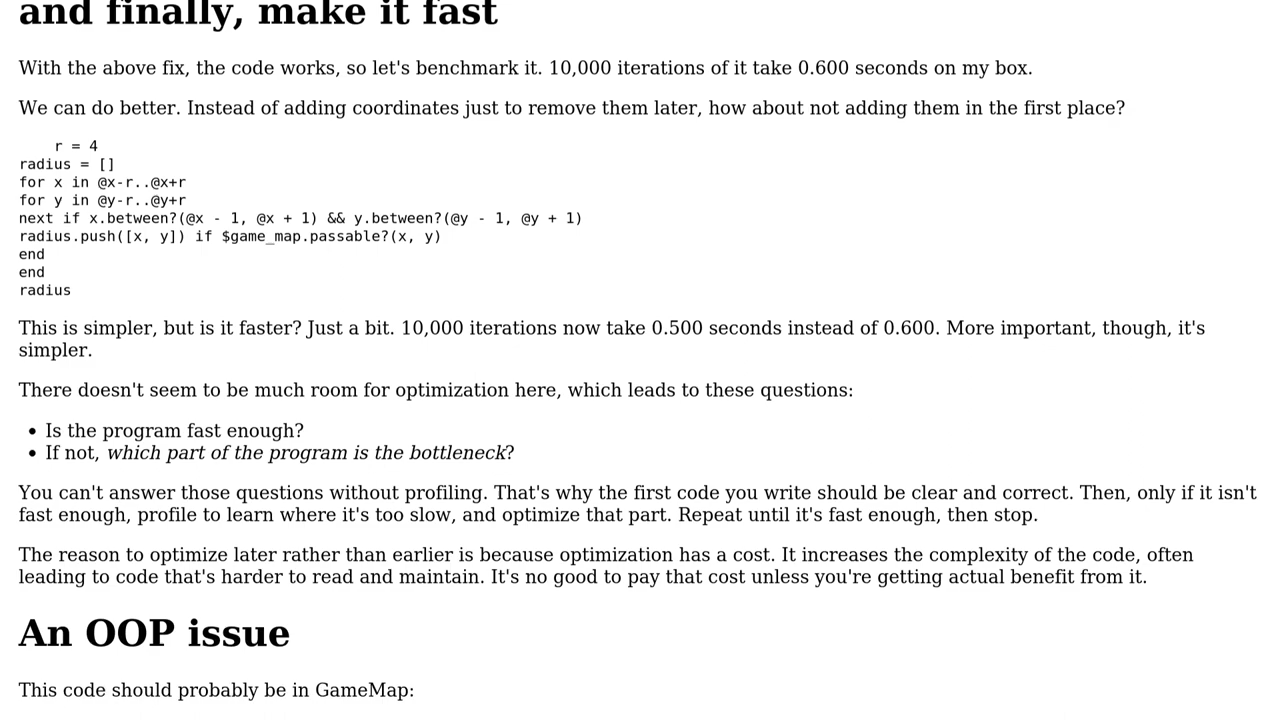 and finally, make it fast
With the above fix, the code works, so let's benchmark it. 10,000 iterations of it take 0.600 seconds on my box.
We can do better. Instead of adding coordinates just to remove them later, how about not adding them in the first place?
r = 4
radius = []
for x in @x-r..@x+r
for y in @y-r..@y+r
next if x.between?(@x - 1, @x + 1) && y.between?(@y - 1, @y + 1)
radius.push([x, y]) if $game_map.passable?(x, y)
end
end
radius
This is simpler, but is it faster? Just a bit. 10,000 iterations now take 0.500 seconds instead of 0.600. More important, though, it's
simpler.
There doesn't seem to be much room for optimization here, which leads to these questions:
• Is the program fast enough?
• If not, which part of the program is the bottleneck?
You can't answer those questions without profiling. That's why the first code you write should be clear and correct. Then, only if it isn't
fast enough, profile to learn where it's too slow, and optimize that part. Repeat until it's fast enough, then stop.
The reason to optimize later rather than earlier is because optimization has a cost. It increases the complexity of the code, often
leading to code that's harder to read and maintain. It's no good to pay that cost unless you're getting actual benefit from it.
An OOP issue
This code should probably be in GameMap: